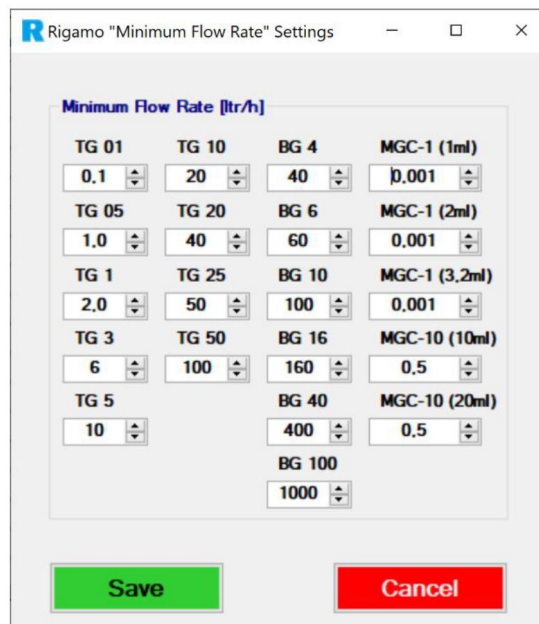 R Rigamo "Minimum Flow Rate" Settings
Minimum Flow Rate [ltr/h]
TG 01 TG 10 BG 4 MGC-1 (1ml)
0,1 20 40 0,001
TG 05 TG 20 BG 6 MGC-1 (2ml)
1,0 40 60 0,001
TG 1 TG 25 BG 10 MGC-1 (3,2ml)
2,0 50 100 0,001
TG 3 TG 50 BG 16 MGC-10 (10ml)
6 100 160 0,5
TG 5 BG 40 MGC-10 (20ml)
10 400 0,5
BG 100
1000
Save Cancel